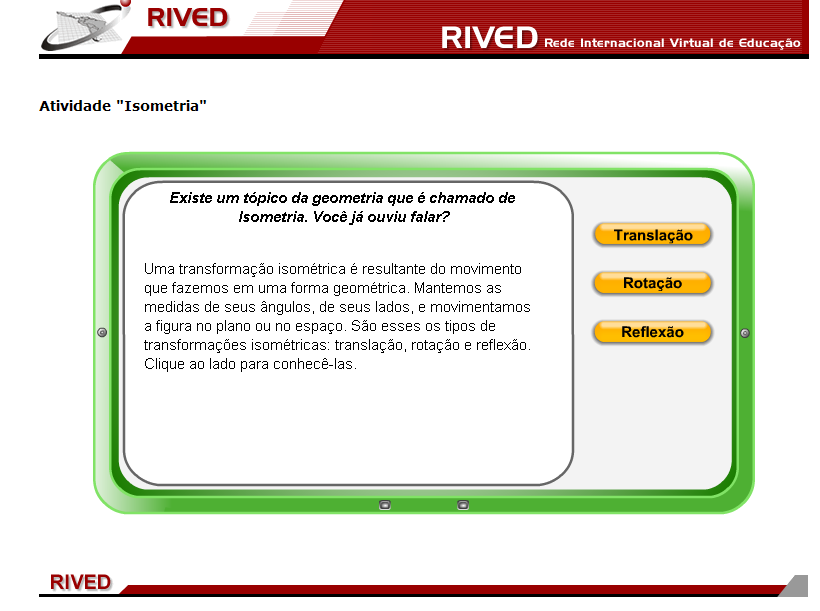 RIVED
RIVED Rede Internacional Virtual de Educação
Atividade "Isometria"
Existe um tópico da geometria que é chamado de
Isometria. Você já ouviu falar?
Uma transformação isométrica é resultante do movimento
que fazemos em uma forma geométrica. Mantemos as
medidas de seus ângulos, de seus lados, e movimentamos
a figura no plano ou no espaço. São esses os tipos de
transformações isométricas: translação, rotação e reflexão.
Clique ao lado para conhecê-las.
Translação
Rotação
Reflexão
RIVED